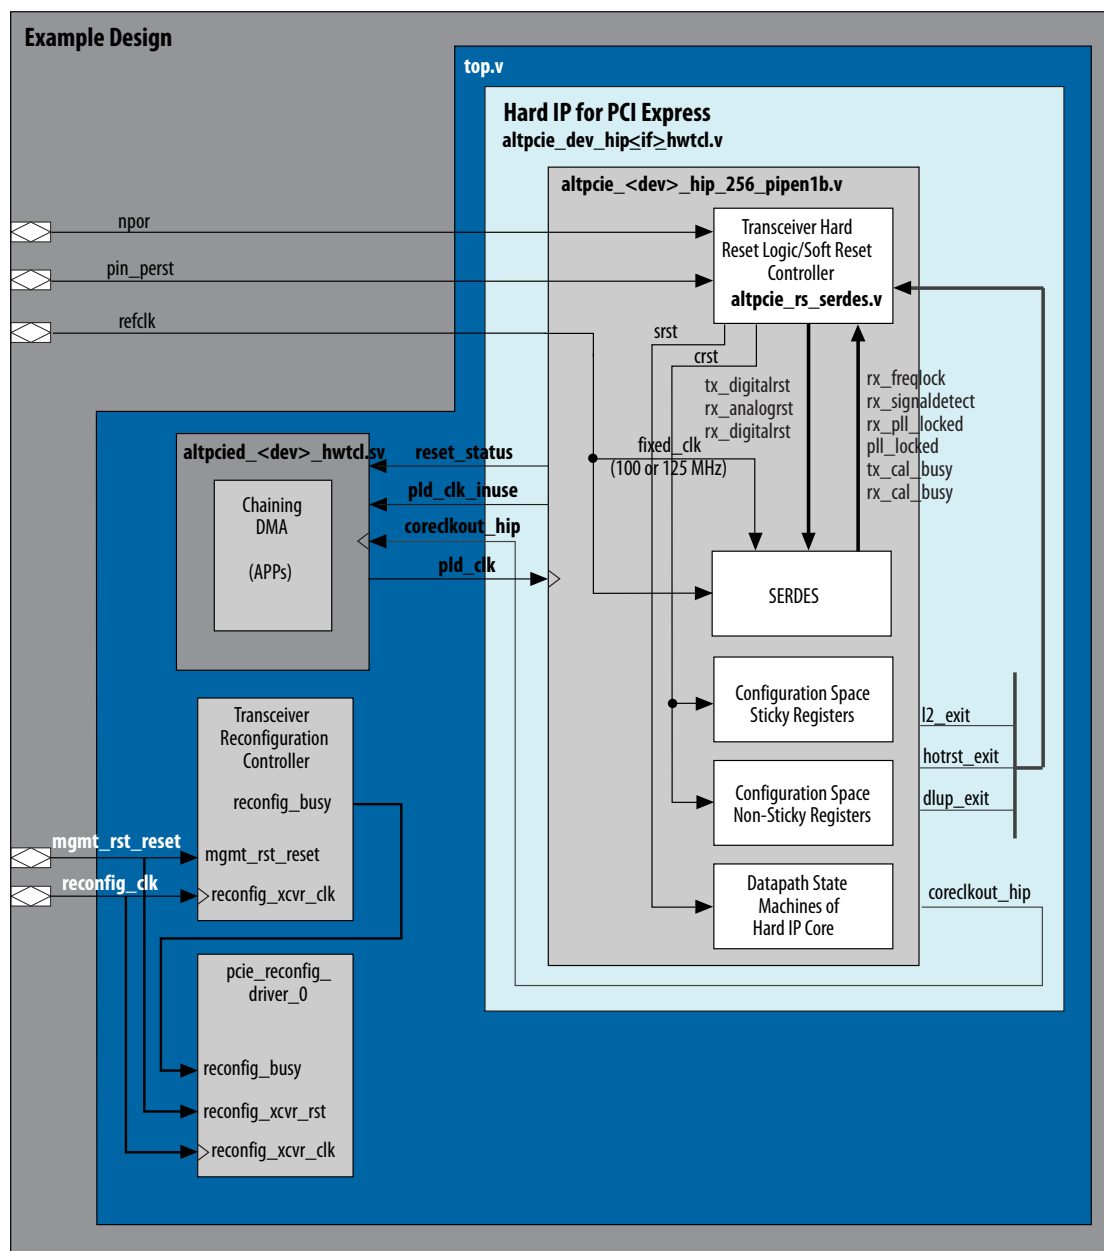 Example Design
top.v
Hard IP for PCI Express
altpcie_dev_hip<if>hwtcl.v
altpcie_<dev>_hip_256_pipen1b.v
npor
pin_perst
refclk
Transceiver Hard
Reset Logic/Soft Reset
Controller
altpcie_rs_serdes.v
srst
crst
tx_digitalrst
rx_analogrst
rx_digitalrst
rx_freqlock
rx_signaldetect
rx_pll_locked
pll_locked
tx_cal_busy
rx_cal_busy
fixed_clk
(100 or 125 MHz)
altpcied_<dev>_hwtcl.sv
Chaining
DMA
(APPs)
reset_status
pld_clk_inuse
coreclkout_hip
pld_clk
SERDES
Configuration Space
Sticky Registers
Configuration Space
Non-Sticky Registers
Datapath State
Machines of
Hard IP Core
l2_exit
hotrst_exit
dlup_exit
coreclkout_hip
Transceiver
Reconfiguration
Controller
reconfig_busy
mgmt_rst_reset
reconfig_xcvr_clk
mgmt_rst_reset
reconfig_clk
pcie_reconfig_
driver_0
reconfig_busy
reconfig_xcvr_rst
reconfig_xcvr_clk